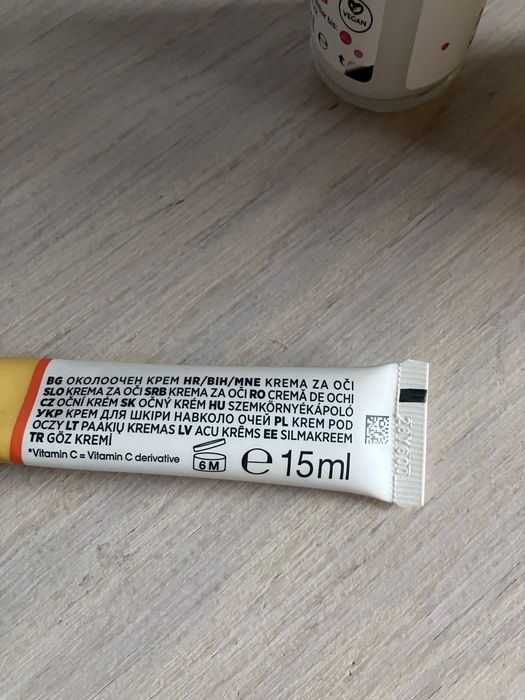 VEGAN
BG ОКОЛООЧЕН КРЕМ HR/BIH/MNE KREMA ZA OČI
SLO KREMA ZA OČI SRB KREMA ZA OČI RO CREMĂ DE OCHI
CZ OČNÍ KRÉM SK OČNÝ KRÉM HU SZEMKÖRNYÉKÁPOLÓ
УКР КРЕМ ДЛЯ ШКІРИ НАВКОЛО ОЧЕЙ PL KREM POD
OCZY LT PAAKIŲ KREMAS LV ACU KRĒMS EE SILMAKREEM
TR GÖZ KREMİ
*Vitamin C = Vitamin C derivative
6 M
e 15ml